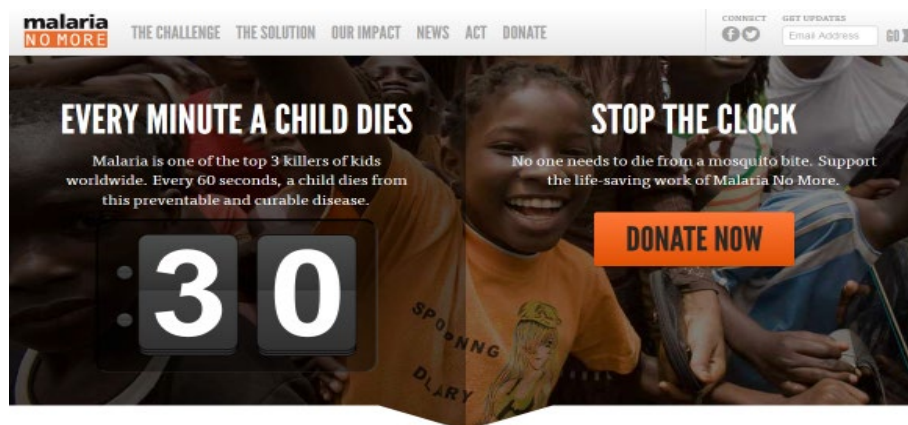 malaria
NO MORE
THE CHALLENGE THE SOLUTION OUR IMPACT NEWS ACT DONATE
CONNECT
GET UPDATES
Email Address
GO
EVERY MINUTE A CHILD DIES
Malaria is one of the top 3 killers of kids
worldwide. Every 60 seconds, a child dies from
this preventable and curable disease.
30
STOP THE CLOCK
No one needs to die from a mosquito bite. Support
the life-saving work of Malaria No More.
DONATE NOW
SPOONNG
DLARY